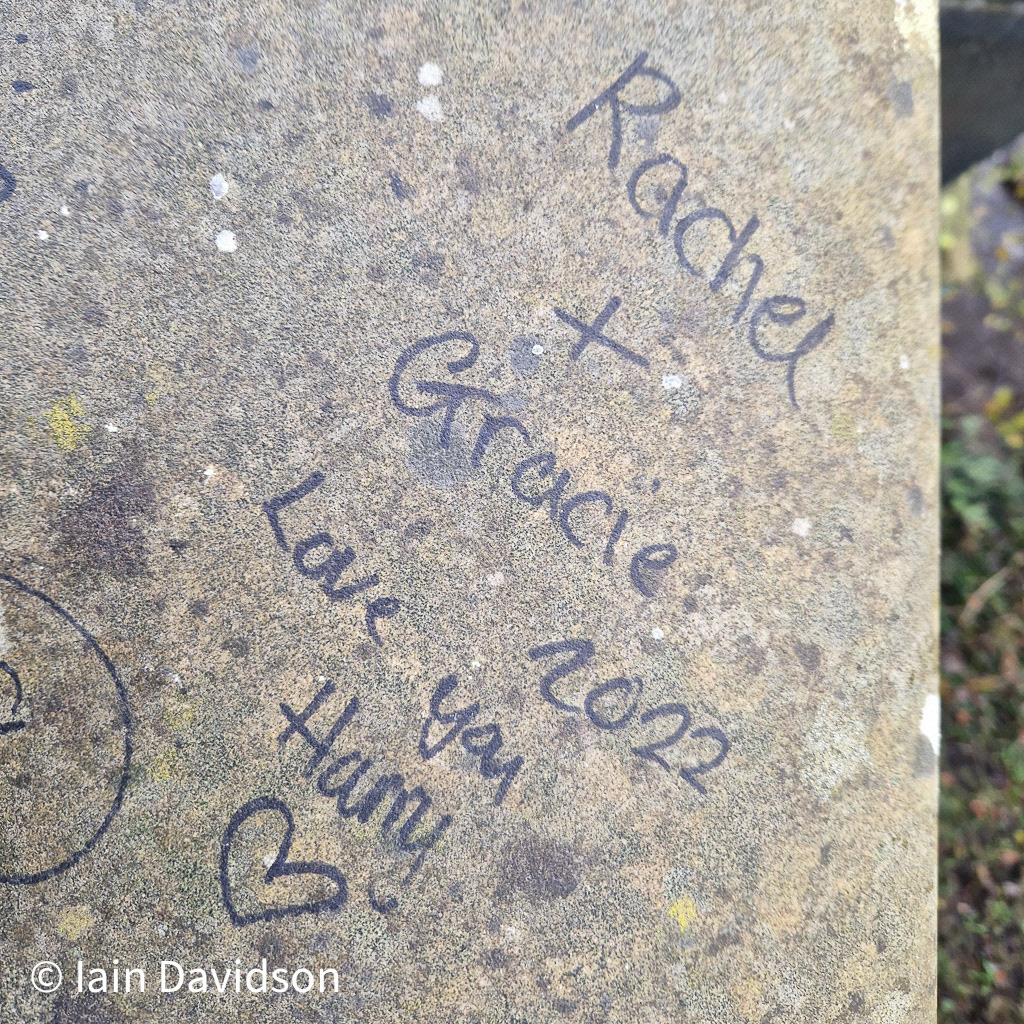 Rachel
+
Gracie
2022
Love you
Harry
© Iain Davidson